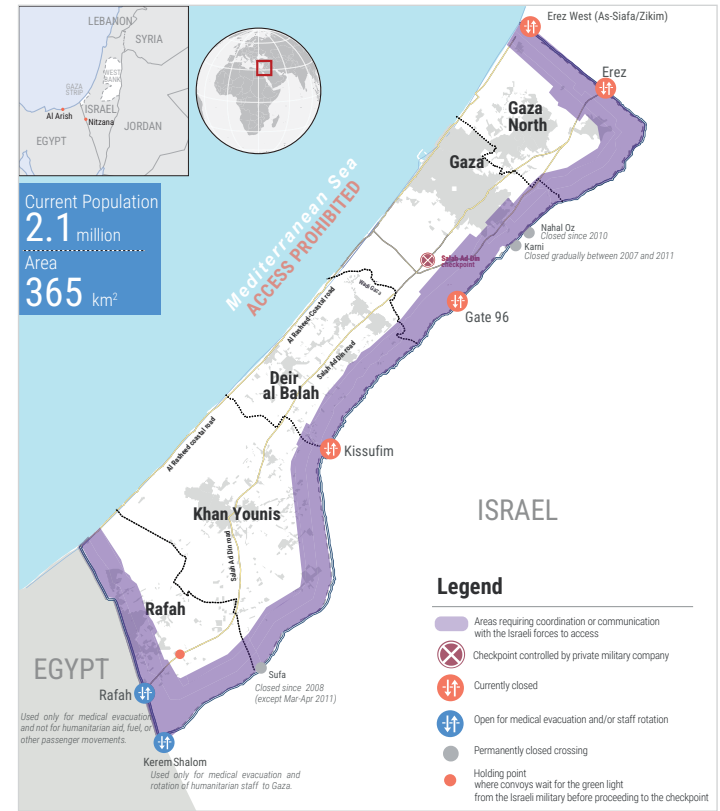 LEBANON
SYRIA
WEST
BANK
GAZA
STRIP
ISRAEL
Al Arish
Nitzana
JORDAN
EGYPT
Current Population
2.1 million
Area
365 km²
Mediterranean Sea
ACCESS PROHIBITED
Erez West (As-Siafa/Zikim)
Erez
Gaza
North
Gaza
Nahal Oz
Closed since 2010
Karni
Closed gradually between 2007 and 2011
Salah Ad Din
checkpoint
Gate 96
Wadi Gaza
Al Rasheed Coastal road
Salah Ad Din road
Deir
al Balah
Al Rasheed coastal road
Kissufim
Khan Younis
ISRAEL
Salah Ad Din road
Rafah
EGYPT
Sufa
Closed since 2008
(except Mar-Apr 2011)
Rafah
Used only for medical evacuation
and not for humanitarian aid, fuel, or
other passenger movements.
Kerem Shalom
Used only for medical evacuation and
rotation of humanitarian staff to Gaza.
Legend
Areas requiring coordination or communication
with the Israeli forces to access
Checkpoint controlled by private military company
Currently closed
Open for medical evacuation and/or staff rotation
Permanently closed crossing
Holding point
where convoys wait for the green light
from the Israeli military before proceeding to the checkpoint